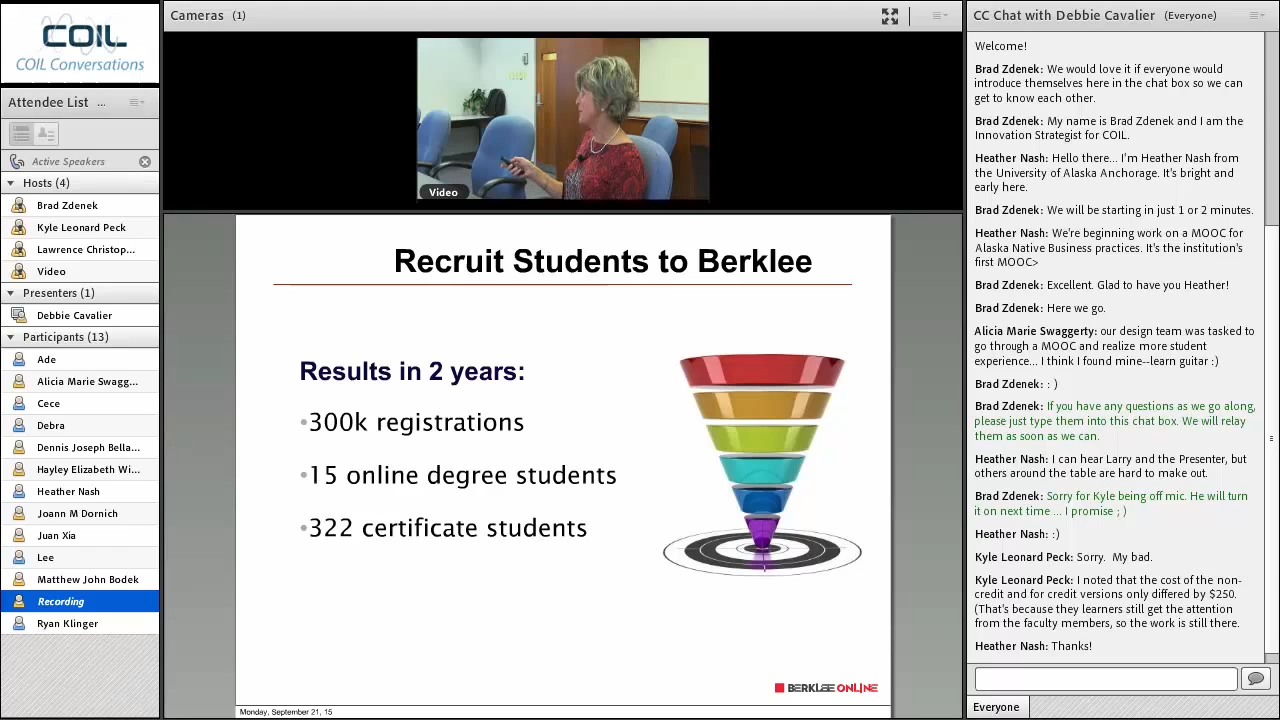 COIL
COIL Conversations
Attendee List ...
Active Speakers
Hosts (4)
Brad Zdenek
Kyle Leonard Peck
Lawrence Christop...
Video
Presenters (1)
Debbie Cavalier
Participants (13)
Ade
Alicia Marie Swagg...
Cece
Debra
Dennis Joseph Bella...
Hayley Elizabeth Wi...
Heather Nash
Joann M Dornich
Juan Xia
Lee
Matthew John Bodek
Recording
Ryan Klinger
Cameras (1)
Video
Recruit Students to Berklee
Results in 2 years:
•300k registrations
•15 online degree students
•322 certificate students
BERKLEE ONLINE
Monday, September 21, 15
CC Chat with Debbie Cavalier (Everyone)
Welcome!
Brad Zdenek: We would love it if everyone would
introduce themselves here in the chat box so we can
get to know each other.
Brad Zdenek: My name is Brad Zdenek and I am the
Innovation Strategist for COIL.
Heather Nash: Hello there... I'm Heather Nash from
the University of Alaska Anchorage. It's bright and
early here.
Brad Zdenek: We will be starting in just 1 or 2 minutes.
Heather Nash: We're beginning work on a MOOC for
Alaska Native Business practices. It's the institution's
first MOOC>
Brad Zdenek: Excellent. Glad to have you Heather!
Brad Zdenek: Here we go.
Alicia Marie Swaggerty: our design team was tasked to
go through a MOOC and realize more student
experience... I think I found mine--learn guitar :)
Brad Zdenek: : )
Brad Zdenek: If you have any questions as we go along,
please just type them into this chat box. We will relay
them as soon as we can.
Heather Nash: I can hear Larry and the Presenter, but
others around the table are hard to make out.
Brad Zdenek: Sorry for Kyle being off mic. He will turn
it on next time ... I promise ; )
Heather Nash: :)
Kyle Leonard Peck: Sorry. My bad.
Kyle Leonard Peck: I noted that the cost of the non-
credit and for credit versions only differed by $250.
(That's because they learners still get the attention
from the faculty members, so the work is still there.
Heather Nash: Thanks!
Everyone